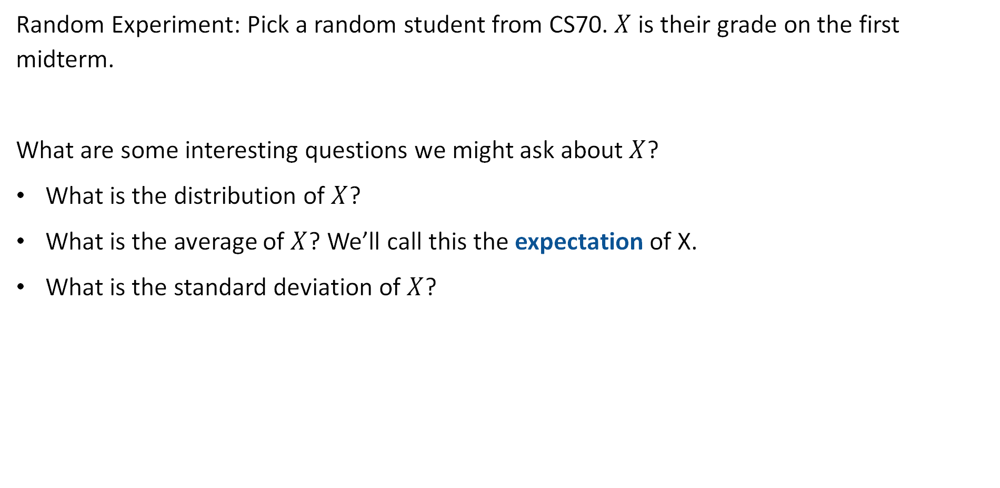 Random Experiment: Pick a random student from CS70. X is their grade on the first
midterm.
What are some interesting questions we might ask about X?
• What is the distribution of X?
• What is the average of X? We’ll call this the expectation of X.
• What is the standard deviation of X?